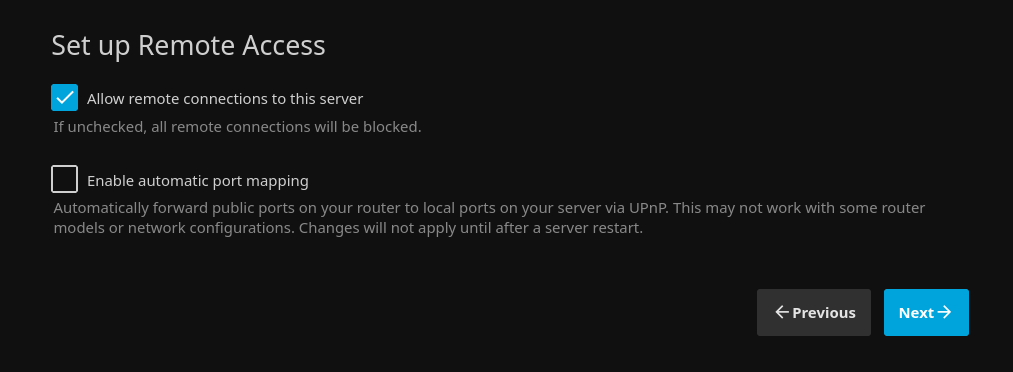 Set up Remote Access
Allow remote connections to this server
If unchecked, all remote connections will be blocked.
Enable automatic port mapping
Automatically forward public ports on your router to local ports on your server via UPnP. This may not work with some router
models or network configurations. Changes will not apply until after a server restart.
Previous Next